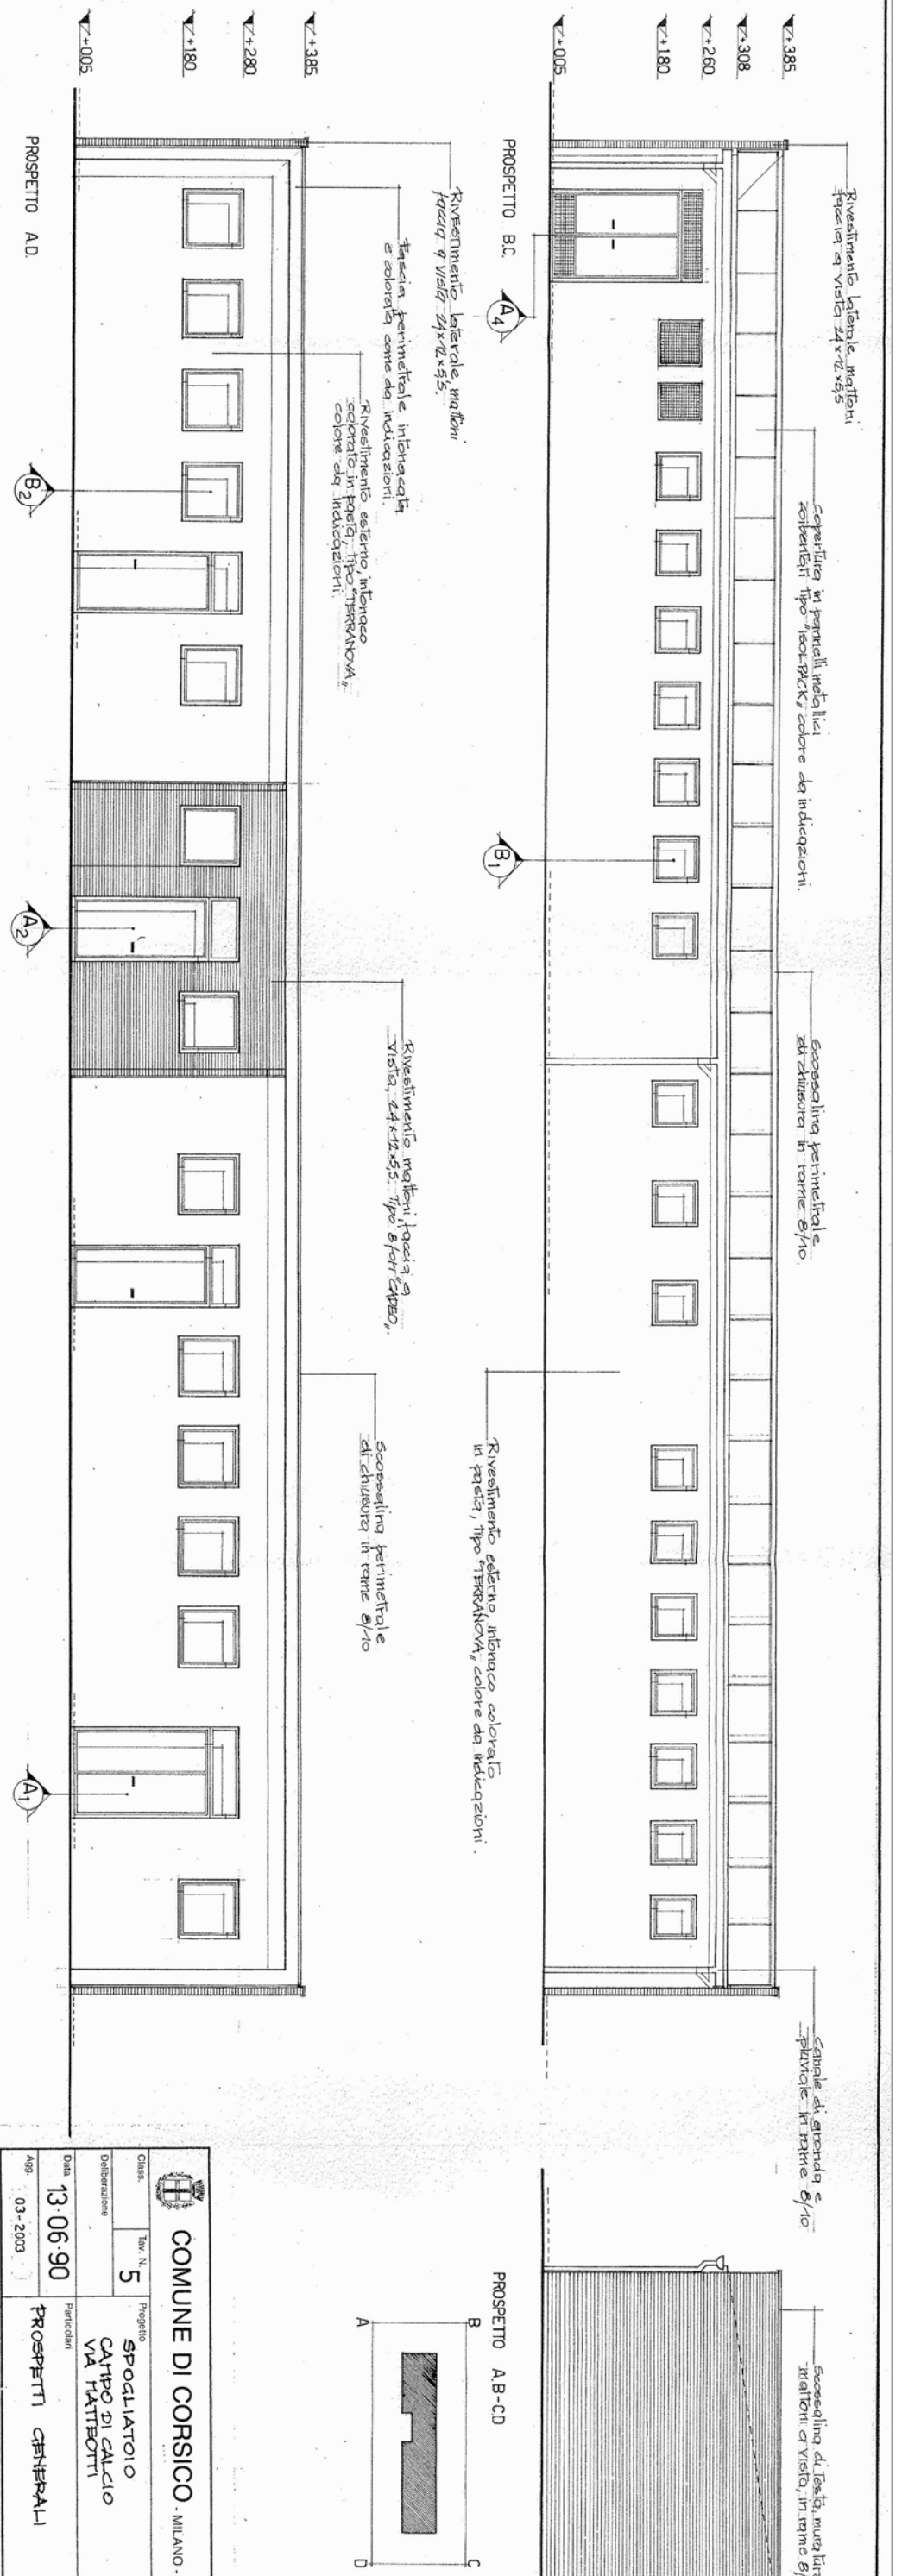 +385
+308
+260
+180
+005
Rivestimento laterale mattoni
faccia a vista 24x12x5,5
Copertura in pannelli metallici
coibentati tipo "ISOLPACK", colore da indicazioni.
Scossalina perimetrale
di chiusura in rame 8/10.
Canale di gronda e
pluviale in rame 8/10
Scossalina di testa, muratura
mattoni a vista, in rame 8/
PROSPETTO B.C.
A4
B1
Rivestimento esterno, intonaco colorato
in pasta, tipo "TERRANOVA", colore da indicazioni.
PROSPETTO A.B-C.D
B
C
A
D
+385
+280
+180
+005
Rivestimento laterale, mattoni
faccia a vista 24x12x5,5.
Fascia perimetrale intonacata
e colorata come da indicazioni.
Rivestimento esterno, intonaco
colorato in pasta, tipo "TERRANOVA",
colore da indicazioni.
Rivestimento mattoni, faccia a
vista, 24x12x5,5. Tipo
Scossalina perimetrale
di chiusura in rame 8/10
PROSPETTO A.D.
B2
A2
A1
COMUNE DI CORSICO - MILANO -
Class.
Tav. N. 5
Deliberazione
Data 13·06·90
Agg. 03-2003
Progetto
SPOGLIATOIO
CAMPO DI CALCIO
VIA MATTEOTTI
Particolari
PROSPETTI GENERALI